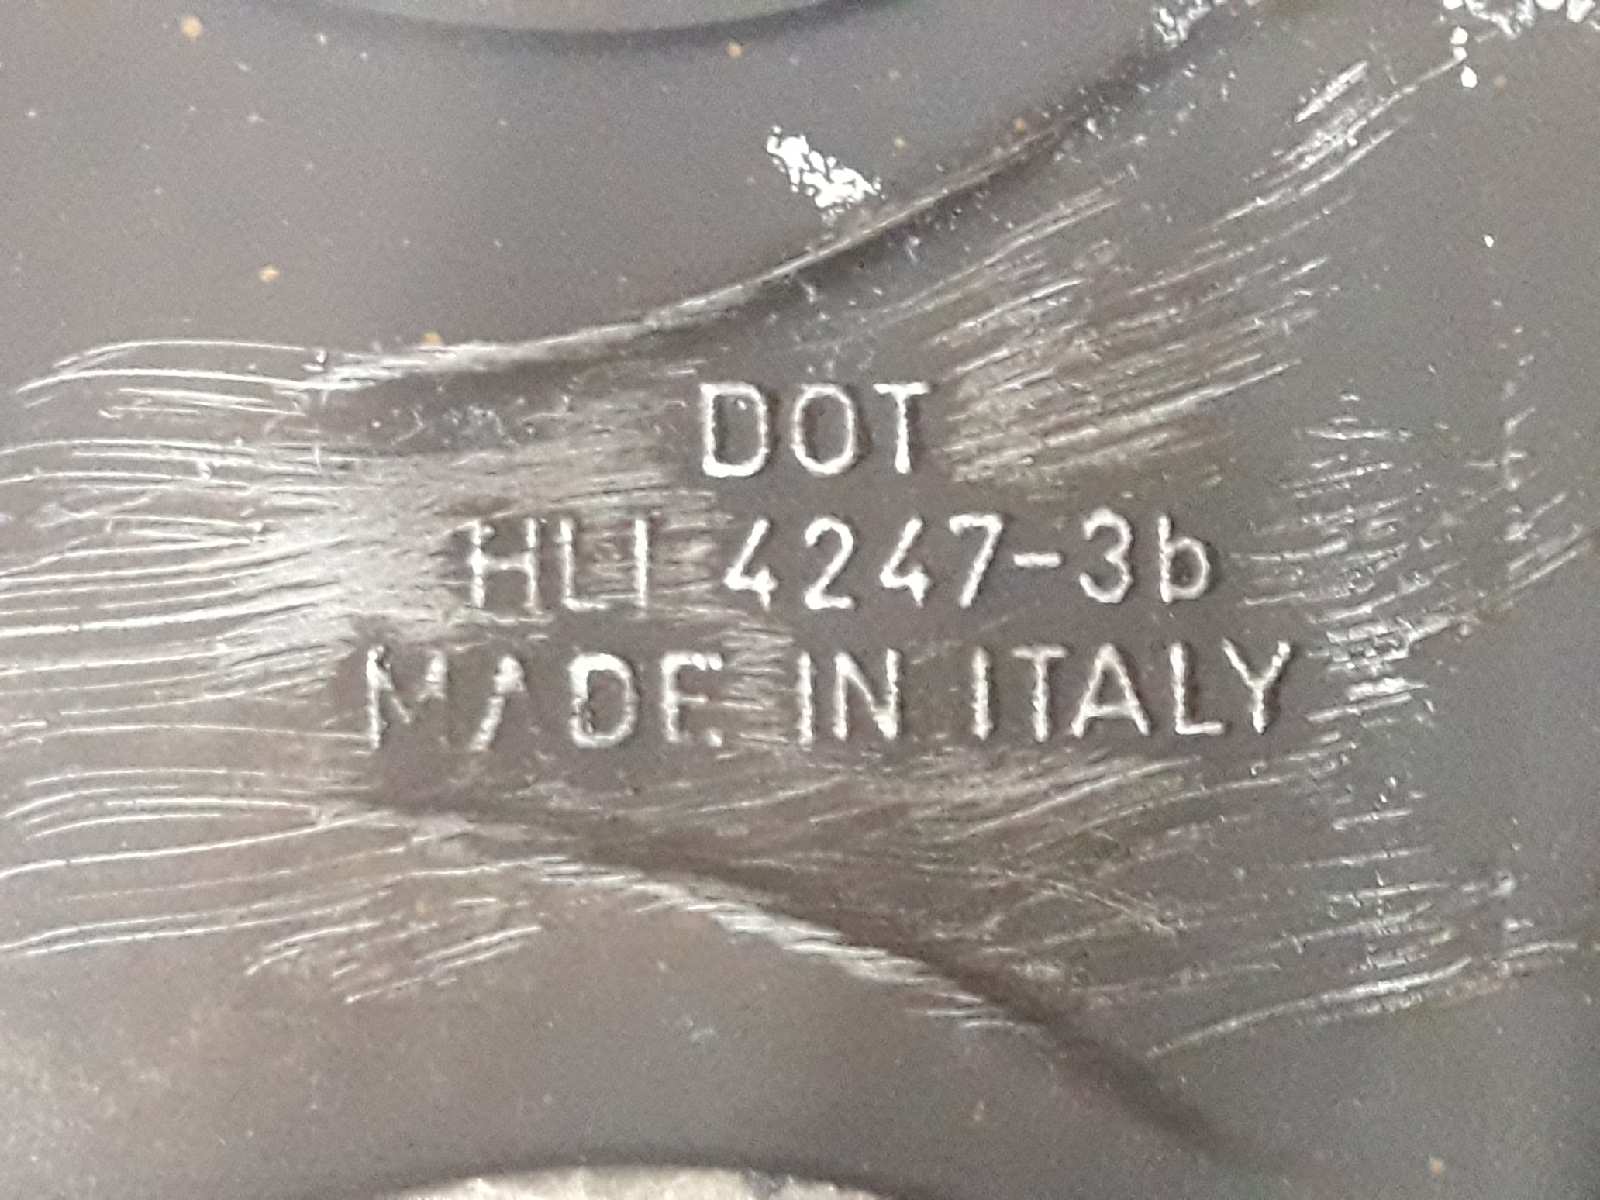 DOT
HLI 4247-3b
MADE IN ITALY